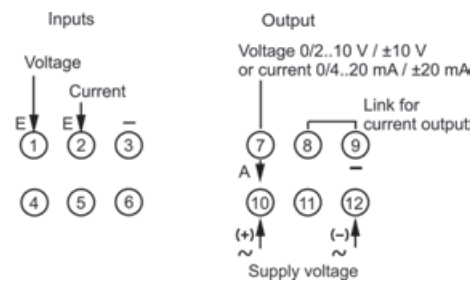 Inputs
Output
Voltage
Voltage 0/2..10 V / ±10 V
or current 0/4..20 mA / ±20 mA
Current
Link for
current output:
E
E
–
1
2
3
7
8
9
A
–
4
5
6
10
11
12
(+)
(–)
~
~
Supply voltage